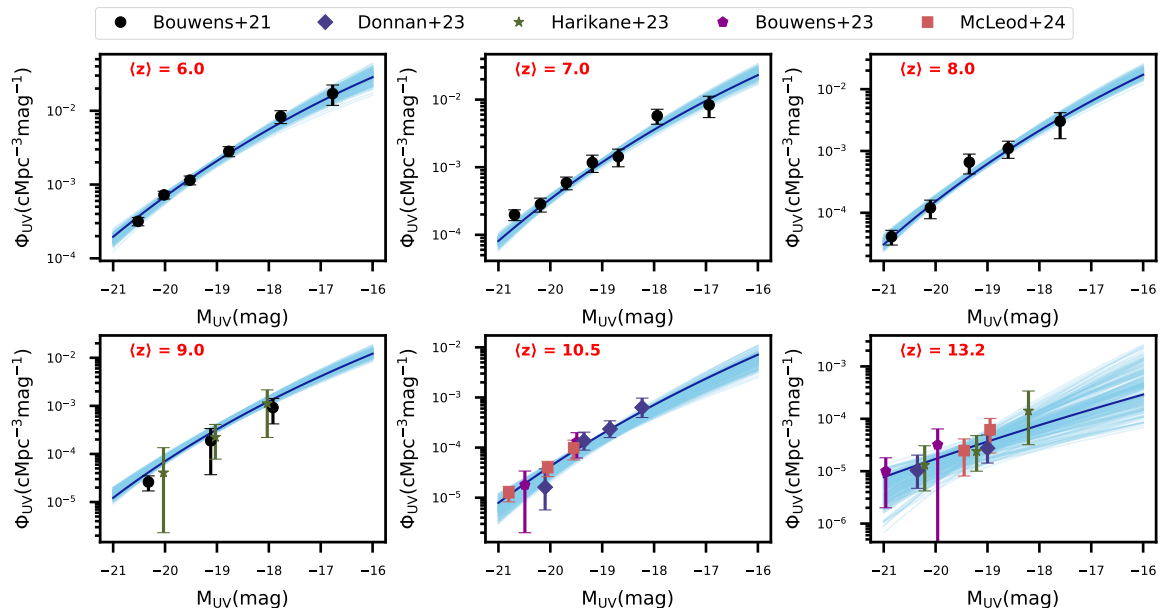 Bouwens+21 Donnan+23 Harikane+23 Bouwens+23 McLeod+24
⟨z⟩ = 6.0 ⟨z⟩ = 7.0 ⟨z⟩ = 8.0
Φ_UV(cMpc⁻³mag⁻¹) Φ_UV(cMpc⁻³mag⁻¹) Φ_UV(cMpc⁻³mag⁻¹)
10⁻² 10⁻² 10⁻²
10⁻³ 10⁻³ 10⁻³
10⁻⁴ 10⁻⁴ 10⁻⁴
−21 −20 −19 −18 −17 −16 −21 −20 −19 −18 −17 −16 −21 −20 −19 −18 −17 −16
M_UV(mag) M_UV(mag) M_UV(mag)
⟨z⟩ = 9.0 ⟨z⟩ = 10.5 ⟨z⟩ = 13.2
Φ_UV(cMpc⁻³mag⁻¹) Φ_UV(cMpc⁻³mag⁻¹) Φ_UV(cMpc⁻³mag⁻¹)
10⁻² 10⁻² 10⁻³
10⁻³ 10⁻³ 10⁻⁴
10⁻⁴ 10⁻⁴ 10⁻⁵
10⁻⁵ 10⁻⁵ 10⁻⁶
−21 −20 −19 −18 −17 −16 −21 −20 −19 −18 −17 −16 −21 −20 −19 −18 −17 −16
M_UV(mag) M_UV(mag) M_UV(mag)